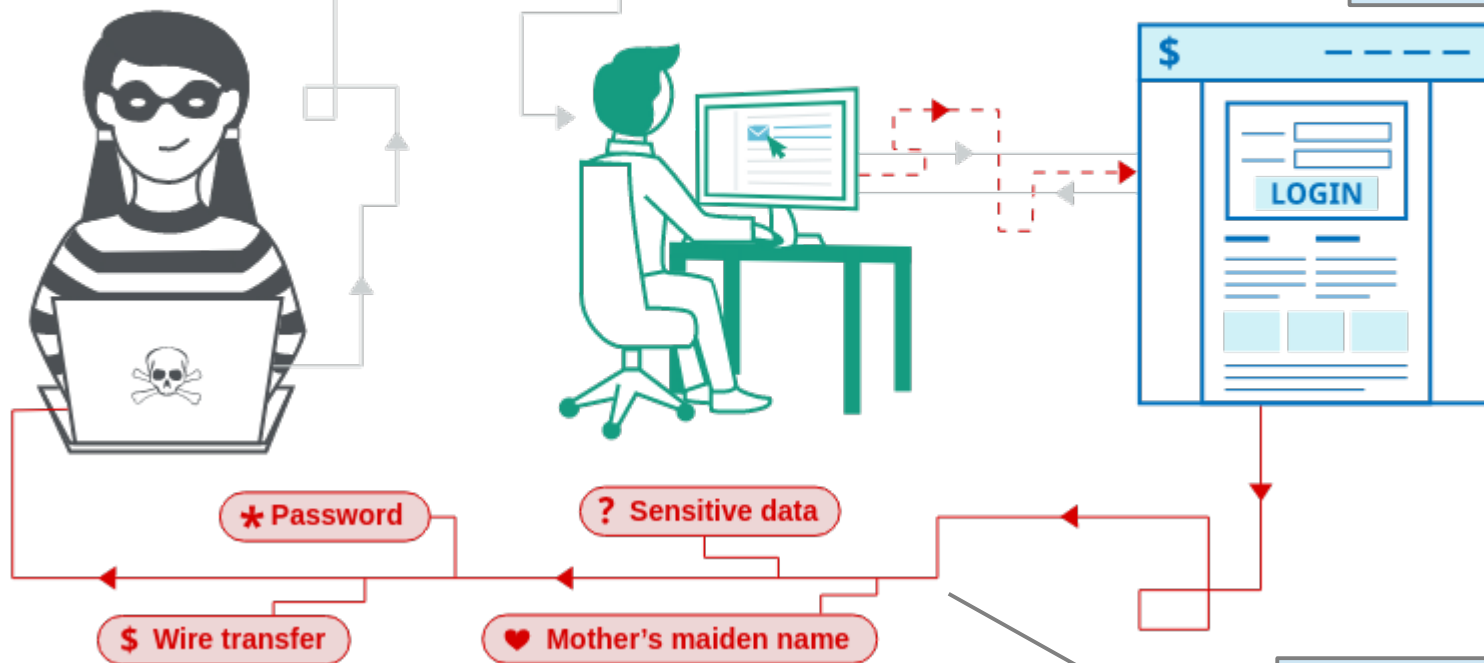 $
LOGIN
* Password
? Sensitive data
$ Wire transfer
♥ Mother’s maiden name